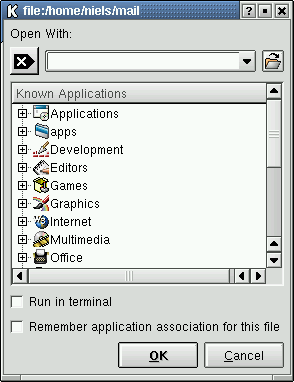 file:/home/niels/mail
Open With:
Known Applications
Applications
apps
Development
Editors
Games
Graphics
Internet
Multimedia
Office
Run in terminal
Remember application association for this file
OK
Cancel